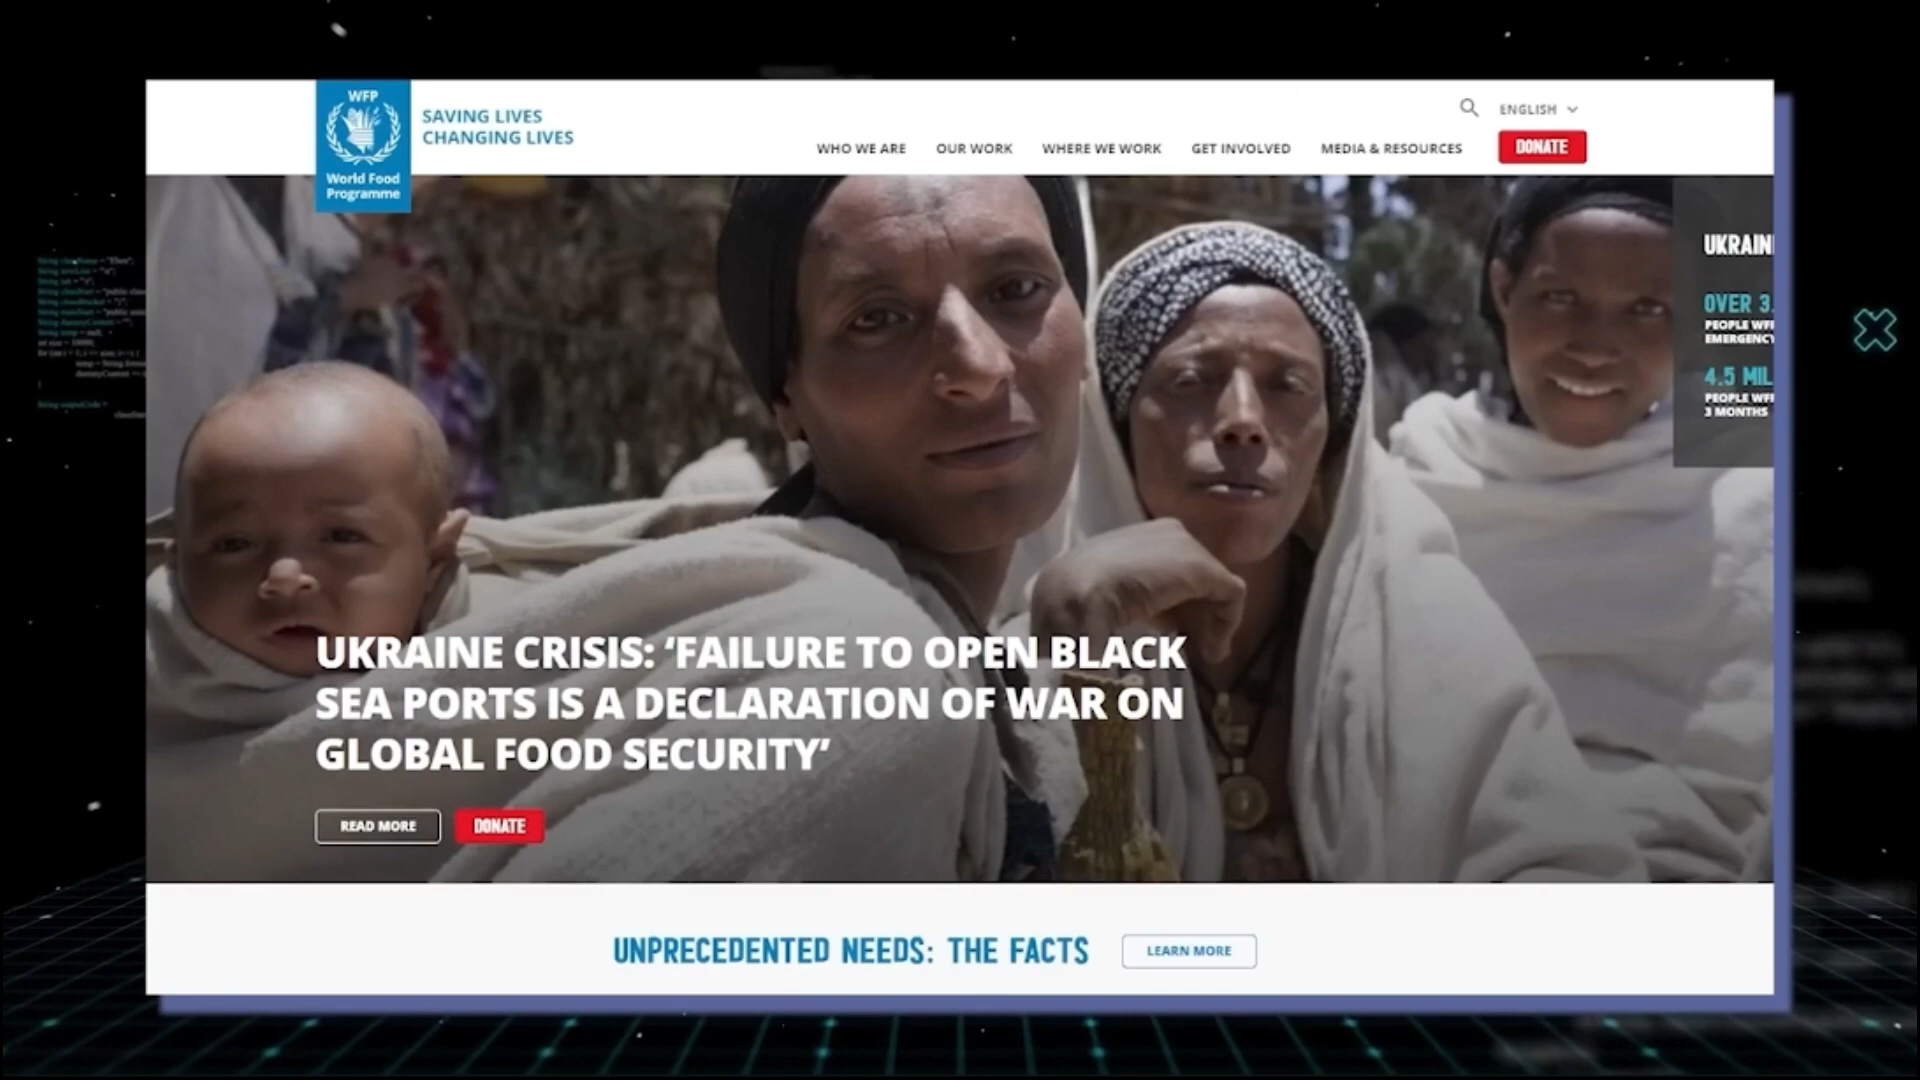 WFP
World Food
Programme
SAVING LIVES
CHANGING LIVES
ENGLISH
WHO WE ARE
OUR WORK
WHERE WE WORK
GET INVOLVED
MEDIA & RESOURCES
DONATE
UKRAIN
OVER 3.
PEOPLE WF
EMERGENCY
4.5 MIL
PEOPLE WF
3 MONTHS
UKRAINE CRISIS: ‘FAILURE TO OPEN BLACK
SEA PORTS IS A DECLARATION OF WAR ON
GLOBAL FOOD SECURITY’
READ MORE
DONATE
UNPRECEDENTED NEEDS: THE FACTS
LEARN MORE